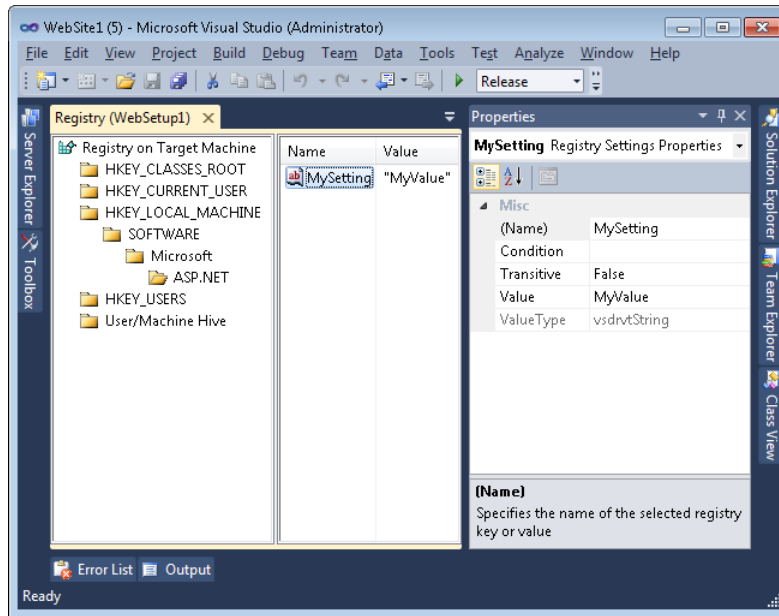 WebSite1 (5) - Microsoft Visual Studio (Administrator)
File Edit View Project Build Debug Team Data Tools Test Analyze Window Help
Release
Registry (WebSetup1)
Registry on Target Machine
HKEY_CLASSES_ROOT
HKEY_CURRENT_USER
HKEY_LOCAL_MACHINE
SOFTWARE
Microsoft
ASP.NET
HKEY_USERS
User/Machine Hive
Name Value
ab MySetting "MyValue"
Properties
MySetting Registry Settings Properties
Misc
(Name) MySetting
Condition
Transitive False
Value MyValue
ValueType vsdrvtString
(Name)
Specifies the name of the selected registry
key or value
Server Explorer
Toolbox
Solution Explorer
Team Explorer
Class View
Error List Output
Ready